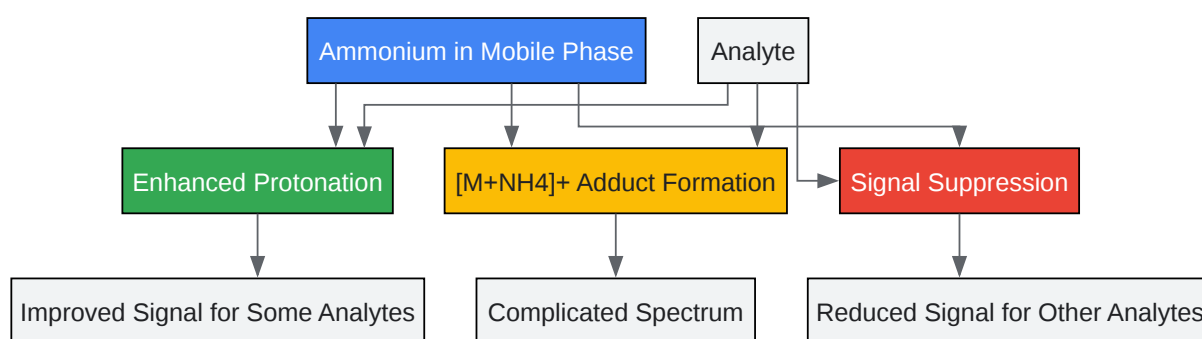 Ammonium in Mobile Phase
Analyte
Enhanced Protonation
[M+NH4]+ Adduct Formation
Signal Suppression
Improved Signal for Some Analytes
Complicated Spectrum
Reduced Signal for Other Analytes